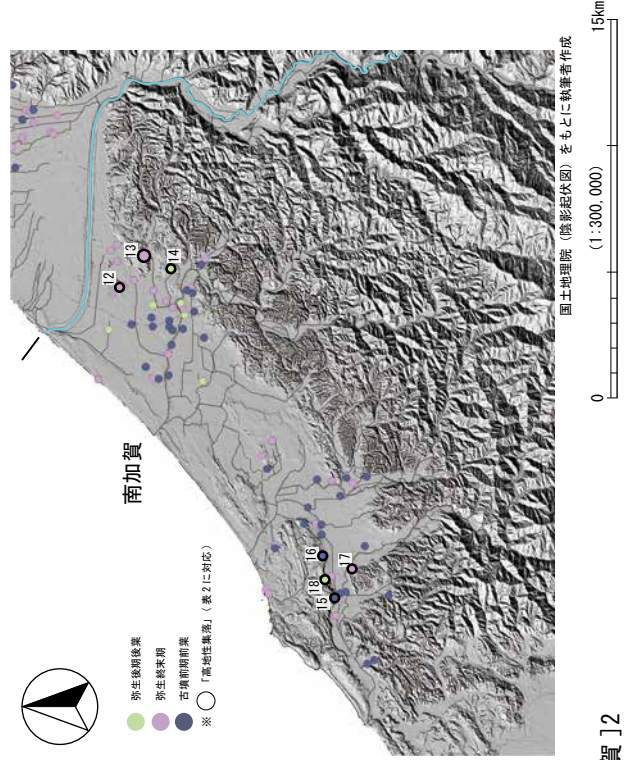 南加賀
弥生後期後葉
弥生終末期
古墳前期前葉
※ 「高地性集落」(表2に対応)
12
13
14
15
16
17
18
国土地理院(陰影起伏図)をもとに執筆者作成
(1:300,000)
0
15km
賀 ]2